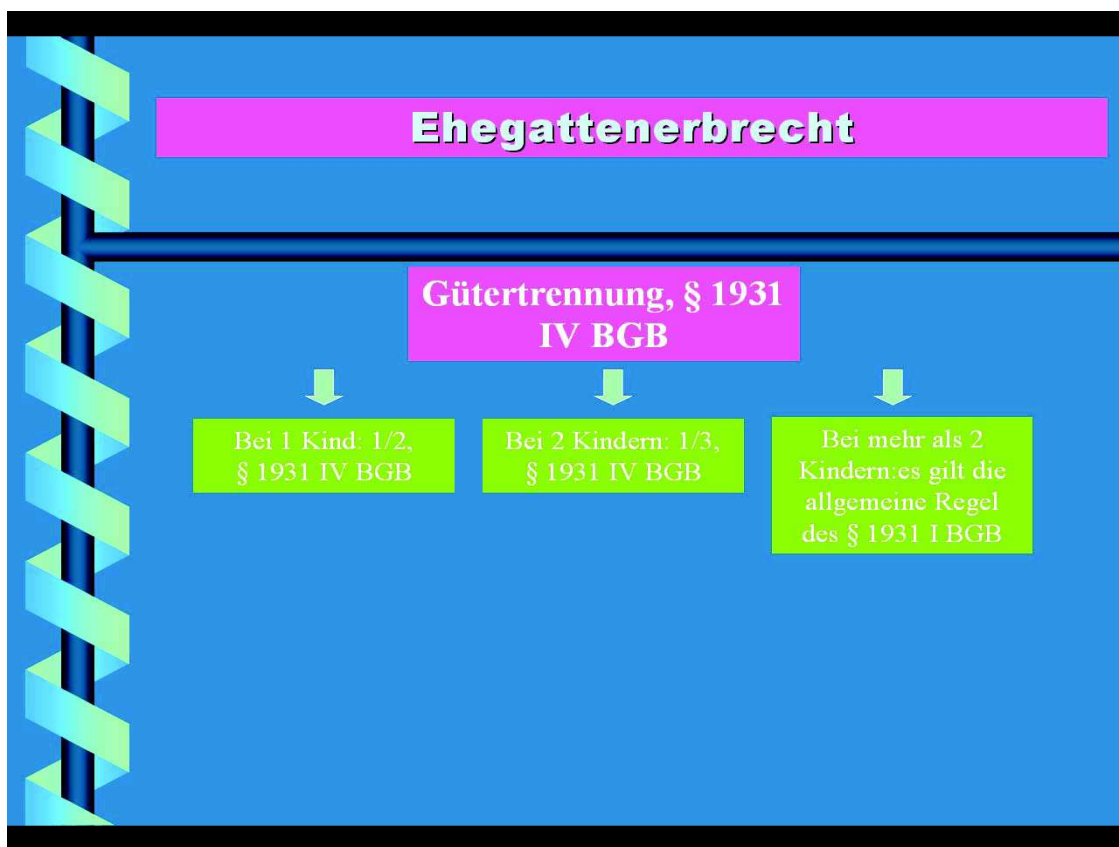 Ehegattenerbrecht
Gütertrennung, § 1931
IV BGB
Bei 1 Kind: 1/2,
§ 1931 IV BGB
Bei 2 Kindern: 1/3,
§ 1931 IV BGB
Bei mehr als 2
Kindern:es gilt die
allgemeine Regel
des § 1931 I BGB